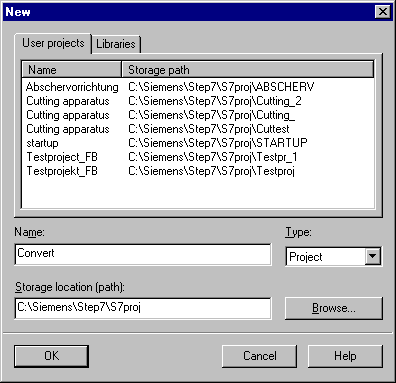 New
User projects Libraries
Name Storage path
Abschervorrichtung C:\Siemens\Step7\S7proj\ABSCHERV
Cutting apparatus C:\Siemens\Step7\S7proj\Cutting_2
Cutting apparatus C:\Siemens\Step7\S7proj\Cutting_
Cutting apparatus C:\Siemens\Step7\S7proj\Cuttest
startup C:\Siemens\Step7\S7proj\STARTUP
Testproject_FB C:\Siemens\Step7\S7proj\Testpr_1
Testprojekt_FB C:\Siemens\Step7\S7proj\Testproj
Name: Type:
Convert Project
Storage location (path):
C:\Siemens\Step7\S7proj Browse...
OK Cancel Help